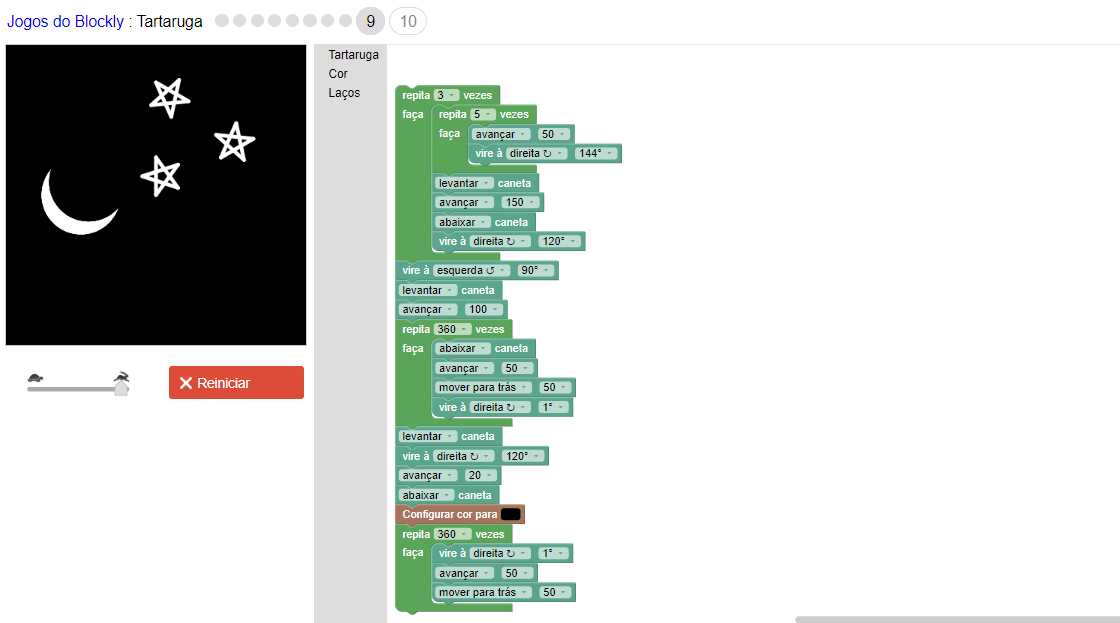 Jogos do Blockly : Tartaruga 9 10
Tartaruga
Cor
Laços
repita 3 vezes
faça repita 5 vezes
faça avançar 50
vire à direita ↻ 144°
levantar caneta
avançar 150
abaixar caneta
vire à direita ↻ 120°
vire à esquerda ↺ 90°
levantar caneta
avançar 100
repita 360 vezes
faça abaixar caneta
avançar 50
mover para trás 50
vire à direita ↻ 1°
levantar caneta
vire à direita ↻ 120°
avançar 20
abaixar caneta
Configurar cor para
repita 360 vezes
faça vire à direita ↻ 1°
avançar 50
mover para trás 50
Reiniciar